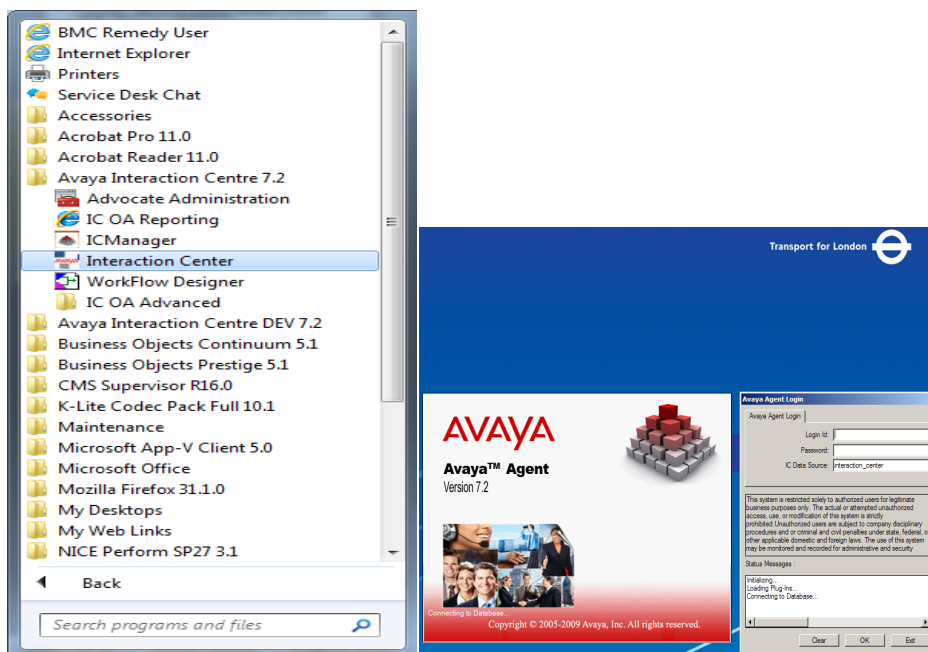 BMC Remedy User
Internet Explorer
Printers
Service Desk Chat
Accessories
Acrobat Pro 11.0
Acrobat Reader 11.0
Avaya Interaction Centre 7.2
Advocate Administration
IC OA Reporting
ICManager
Interaction Center
WorkFlow Designer
IC OA Advanced
Avaya Interaction Centre DEV 7.2
Business Objects Continuum 5.1
Business Objects Prestige 5.1
CMS Supervisor R16.0
K-Lite Codec Pack Full 10.1
Maintenance
Microsoft App-V Client 5.0
Microsoft Office
Mozilla Firefox 31.1.0
My Desktops
My Web Links
NICE Perform SP27 3.1
Back
Search programs and files
Transport for London
AVAYA
Avaya™ Agent
Version 7.2
Connecting to Database...
Copyright © 2005-2009 Avaya, Inc. All rights reserved.
Avaya Agent Login
Avaya Agent Login
Login Id:
Password:
IC Data Source: interaction_center
This system is restricted solely to authorized users for legitimate
business purposes only. The actual or attempted unauthorized
access, use, or modification of this system is strictly
prohibited.Unauthorized users are subject to company disciplinary
procedures and or criminal and civil penalties under state, federal, o
other applicable domestic and foreign laws. The use of this system
may be monitored and recorded for administrative and security
Status Messages :
Initializing...
Loading Plug-Ins...
Connecting to Database...
Clear OK Exit